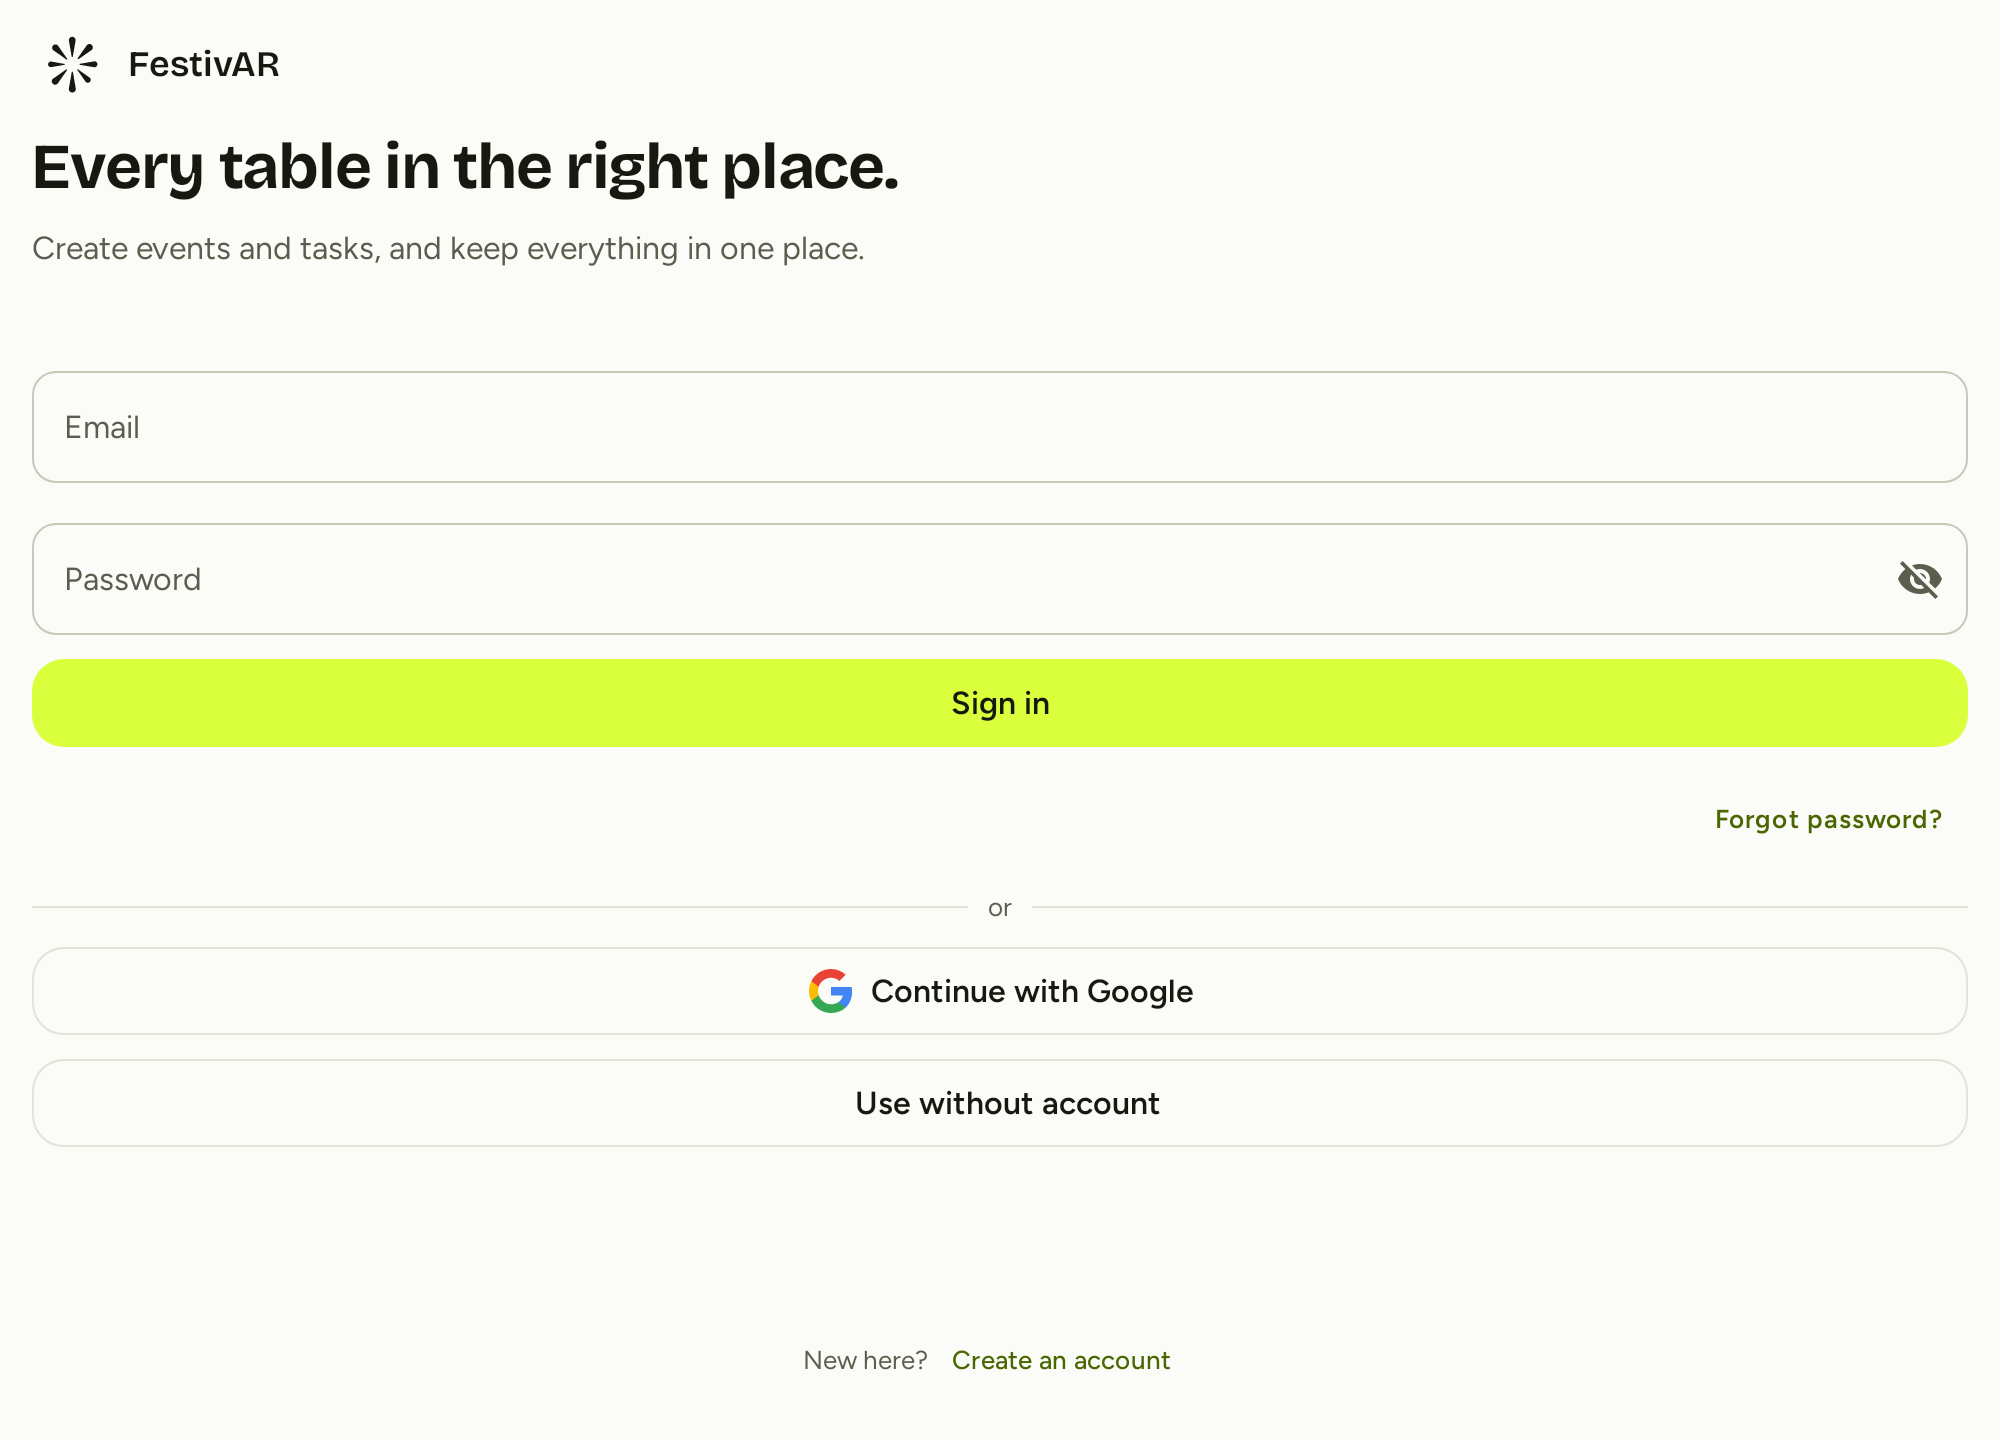 FestivAR
Every table in the right place.
Create events and tasks, and keep everything in one place.
Email
Password
Sign in
Forgot password?
or
Continue with Google
Use without account
New here? Create an account